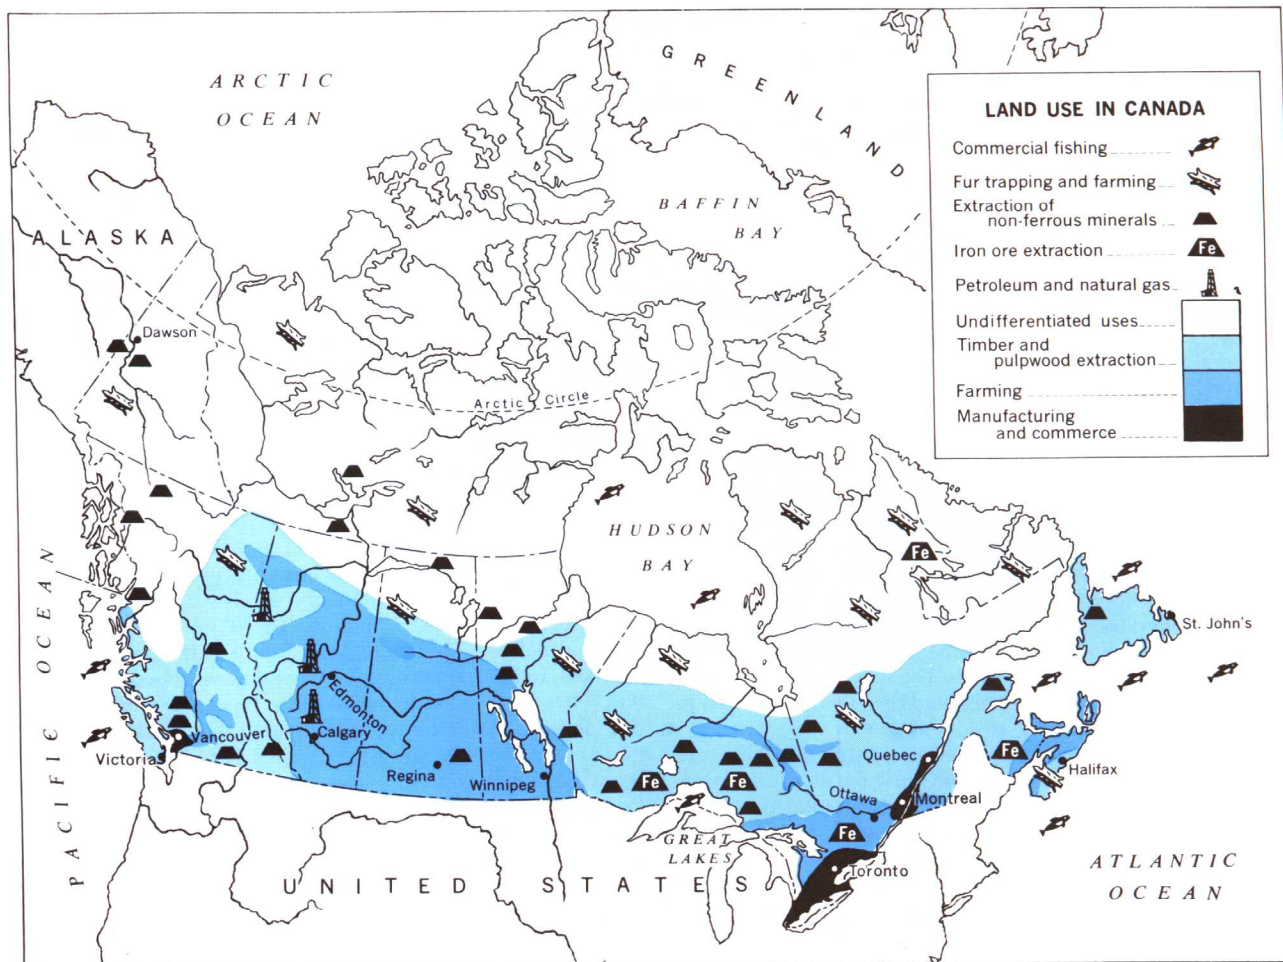 ARCTIC
OCEAN
GREENLAND
BAFFIN
BAY
ALASKA
Dawson
Arctic Circle
HUDSON
BAY
PACIFIC OCEAN
Edmonton
Vancouver
Victoria
Calgary
Regina
Winnipeg
Quebec
Ottawa
Montreal
Toronto
Halifax
St. John's
GREAT
LAKES
UNITED STATES
ATLANTIC
OCEAN
Fe
Fe
Fe
Fe
Fe
LAND USE IN CANADA
Commercial fishing
Fur trapping and farming
Extraction of
non-ferrous minerals
Iron ore extraction
Fe
Petroleum and natural gas
Undifferentiated uses
Timber and
pulpwood extraction
Farming
Manufacturing
and commerce